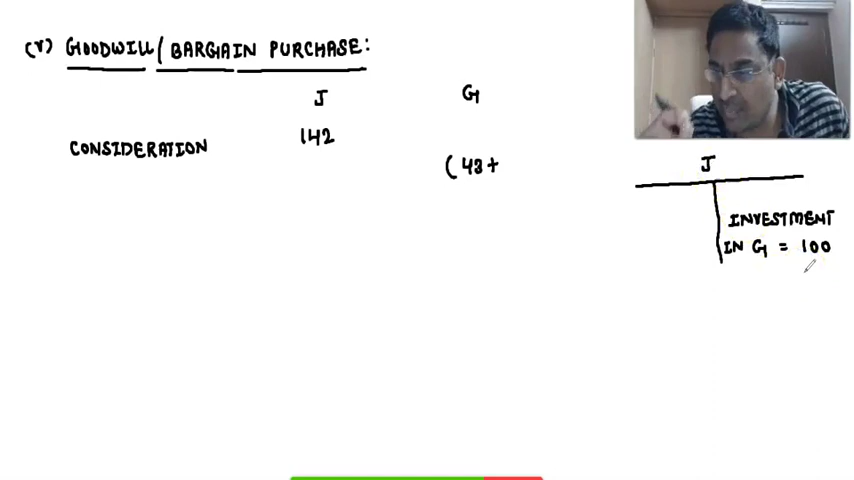 (V) GOODWILL / BARGAIN PURCHASE:
J G
CONSIDERATION 142
(43+
J
INVESTMENT
IN G = 100